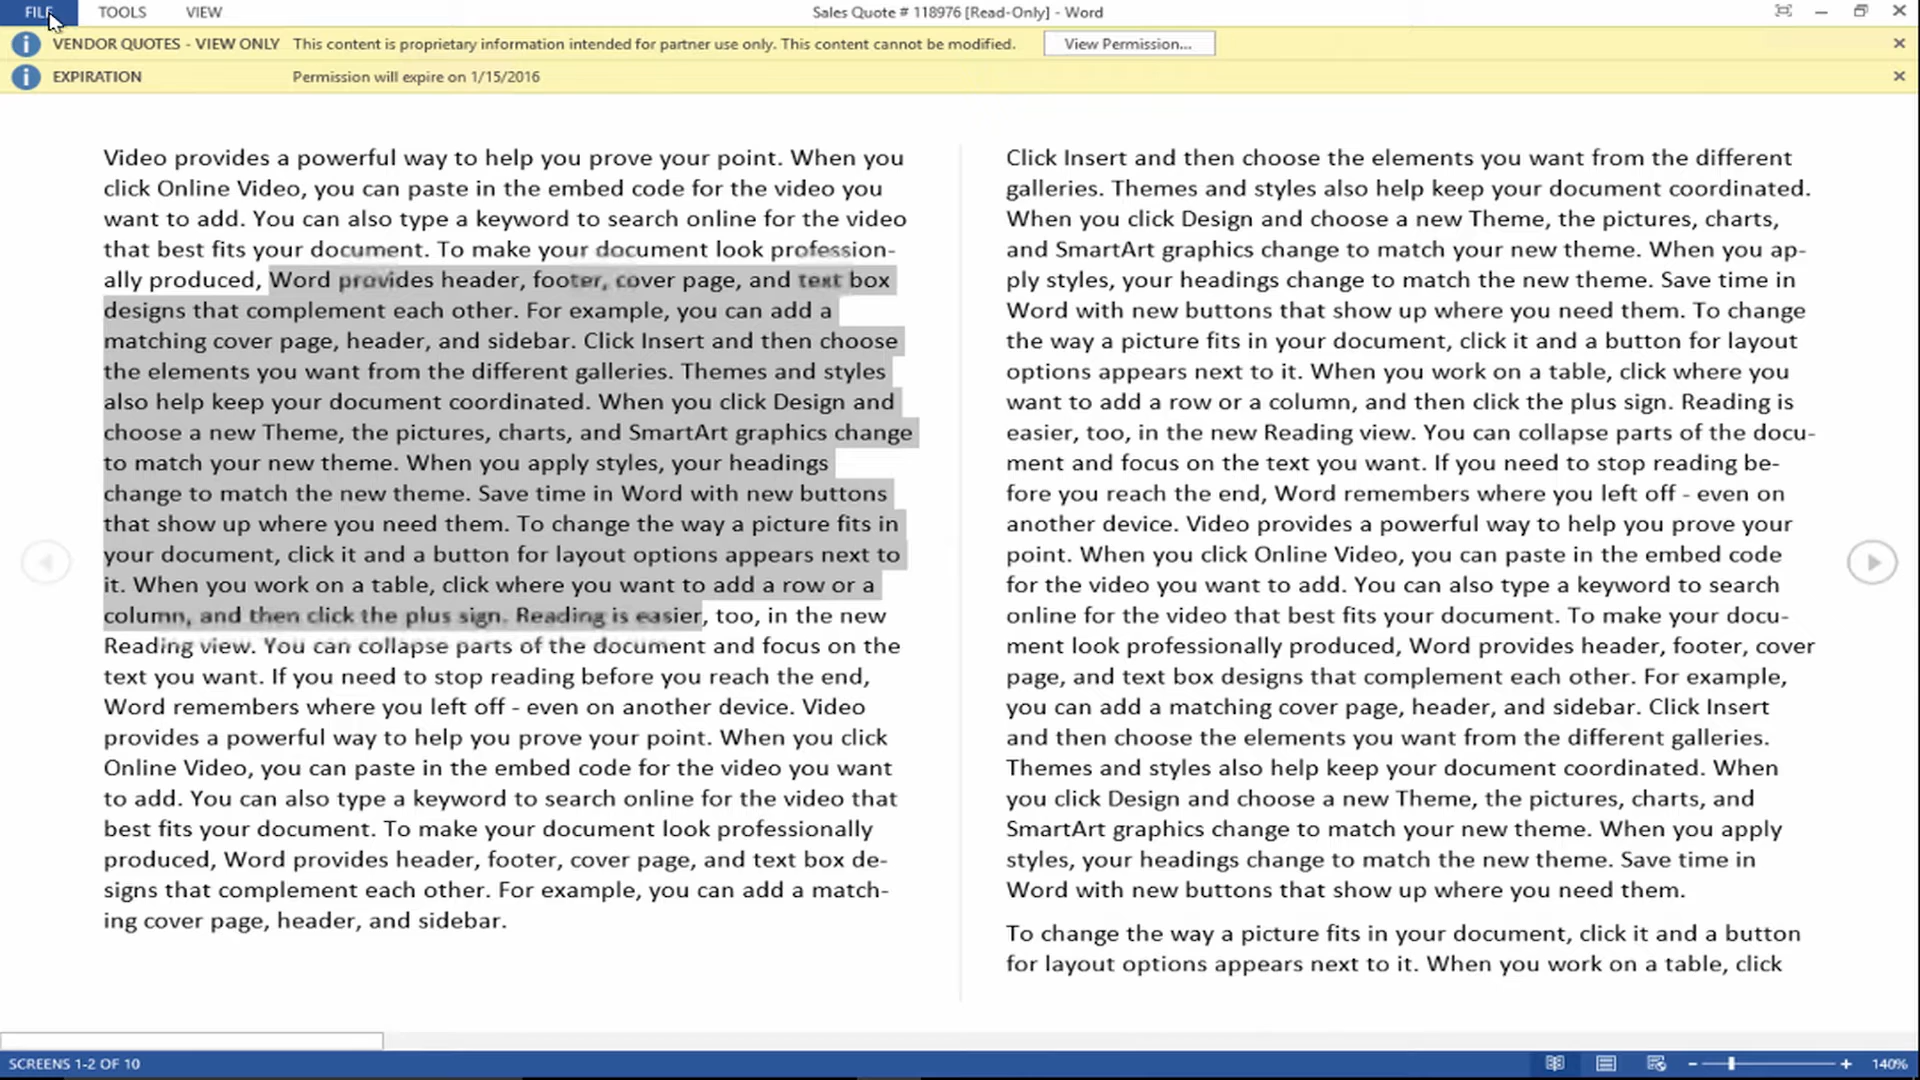 FILE TOOLS VIEW Sales Quote # 118976 [Read-Only] - Word
VENDOR QUOTES - VIEW ONLY This content is proprietary information intended for partner use only. This content cannot be modified. View Permission...
EXPIRATION Permission will expire on 1/15/2016
Video provides a powerful way to help you prove your point. When you
click Online Video, you can paste in the embed code for the video you
want to add. You can also type a keyword to search online for the video
that best fits your document. To make your document look profession-
ally produced, Word provides header, footer, cover page, and text box
designs that complement each other. For example, you can add a
matching cover page, header, and sidebar. Click Insert and then choose
the elements you want from the different galleries. Themes and styles
also help keep your document coordinated. When you click Design and
choose a new Theme, the pictures, charts, and SmartArt graphics change
to match your new theme. When you apply styles, your headings
change to match the new theme. Save time in Word with new buttons
that show up where you need them. To change the way a picture fits in
your document, click it and a button for layout options appears next to
it. When you work on a table, click where you want to add a row or a
column, and then click the plus sign. Reading is easier, too, in the new
Reading view. You can collapse parts of the document and focus on the
text you want. If you need to stop reading before you reach the end,
Word remembers where you left off - even on another device. Video
provides a powerful way to help you prove your point. When you click
Online Video, you can paste in the embed code for the video you want
to add. You can also type a keyword to search online for the video that
best fits your document. To make your document look professionally
produced, Word provides header, footer, cover page, and text box de-
signs that complement each other. For example, you can add a match-
ing cover page, header, and sidebar.
Click Insert and then choose the elements you want from the different
galleries. Themes and styles also help keep your document coordinated.
When you click Design and choose a new Theme, the pictures, charts,
and SmartArt graphics change to match your new theme. When you ap-
ply styles, your headings change to match the new theme. Save time in
Word with new buttons that show up where you need them. To change
the way a picture fits in your document, click it and a button for layout
options appears next to it. When you work on a table, click where you
want to add a row or a column, and then click the plus sign. Reading is
easier, too, in the new Reading view. You can collapse parts of the docu-
ment and focus on the text you want. If you need to stop reading be-
fore you reach the end, Word remembers where you left off - even on
another device. Video provides a powerful way to help you prove your
point. When you click Online Video, you can paste in the embed code
for the video you want to add. You can also type a keyword to search
online for the video that best fits your document. To make your docu-
ment look professionally produced, Word provides header, footer, cover
page, and text box designs that complement each other. For example,
you can add a matching cover page, header, and sidebar. Click Insert
and then choose the elements you want from the different galleries.
Themes and styles also help keep your document coordinated. When
you click Design and choose a new Theme, the pictures, charts, and
SmartArt graphics change to match your new theme. When you apply
styles, your headings change to match the new theme. Save time in
Word with new buttons that show up where you need them.
To change the way a picture fits in your document, click it and a button
for layout options appears next to it. When you work on a table, click
SCREENS 1-2 OF 10 140%